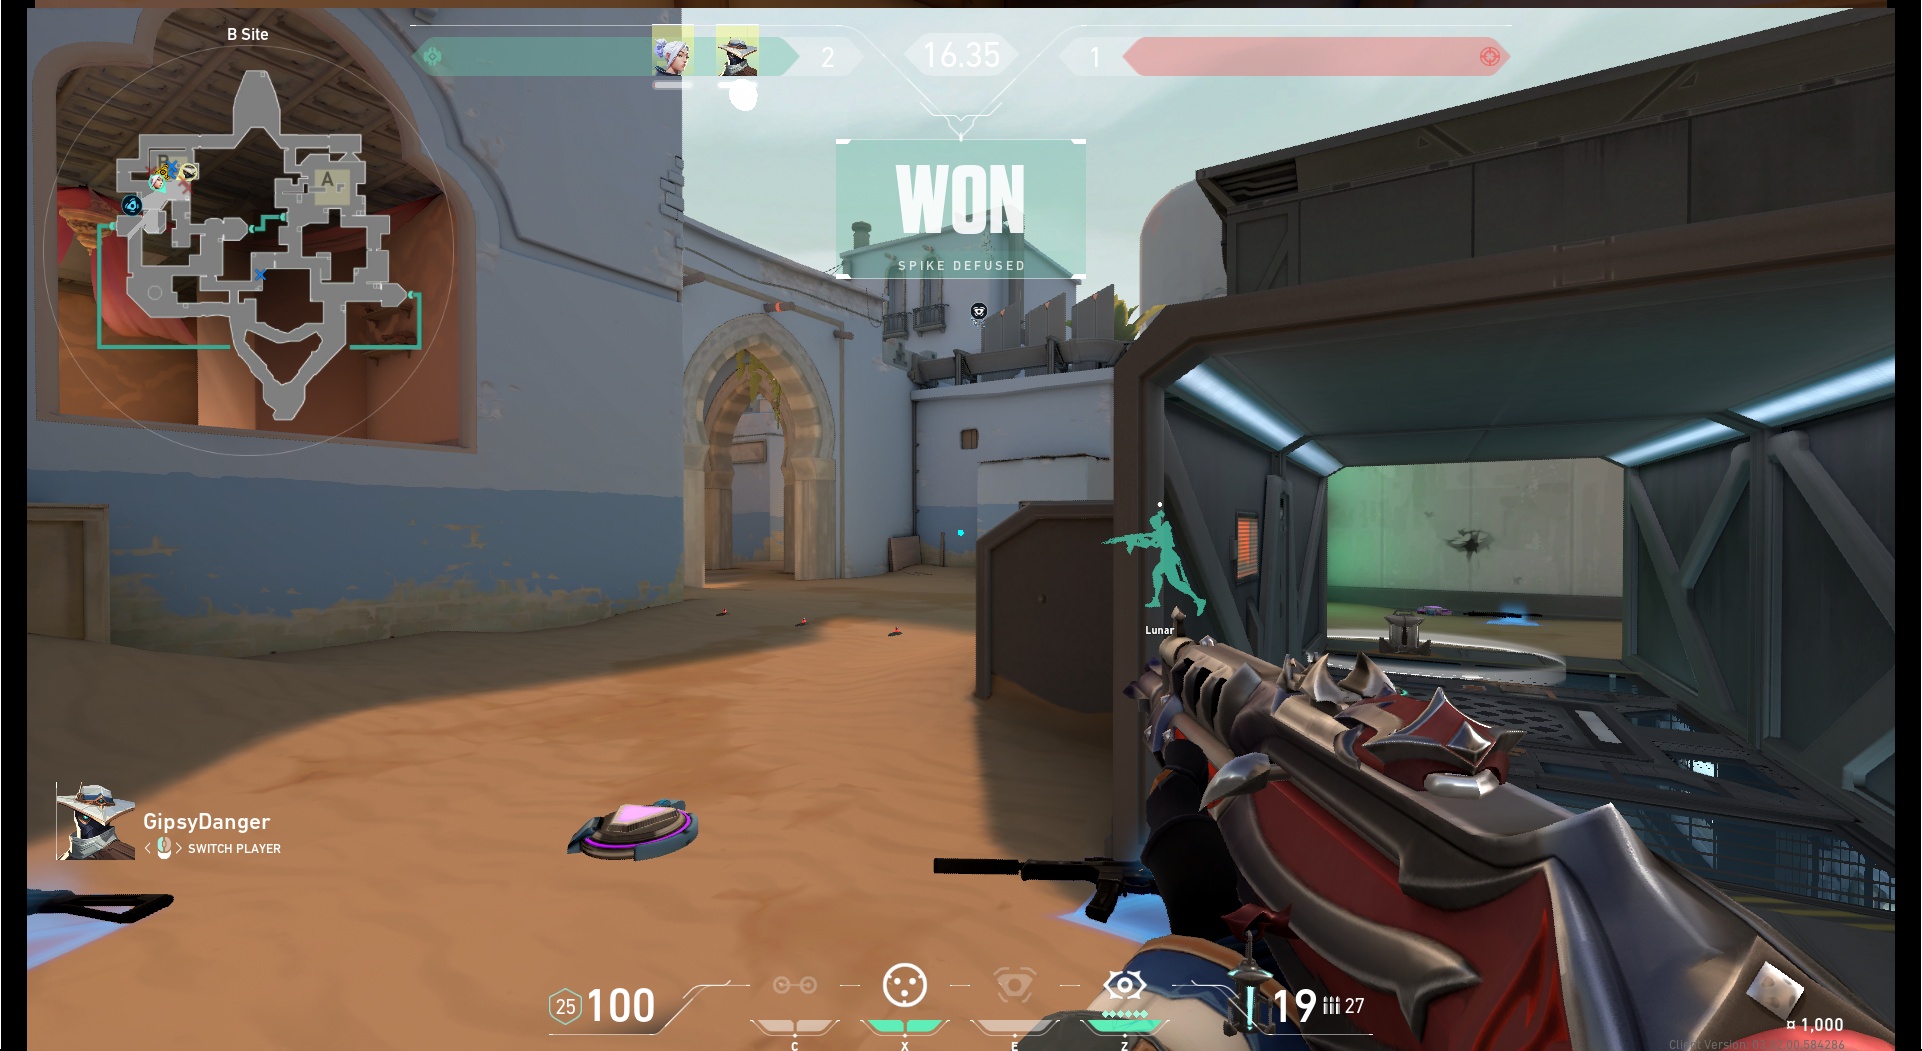 B Site
2
16.35
1
WON
SPIKE DEFUSED
B
A
Lunar
GipsyDanger
< > SWITCH PLAYER
25 100
19 27
C X E Z
¤ 1,000